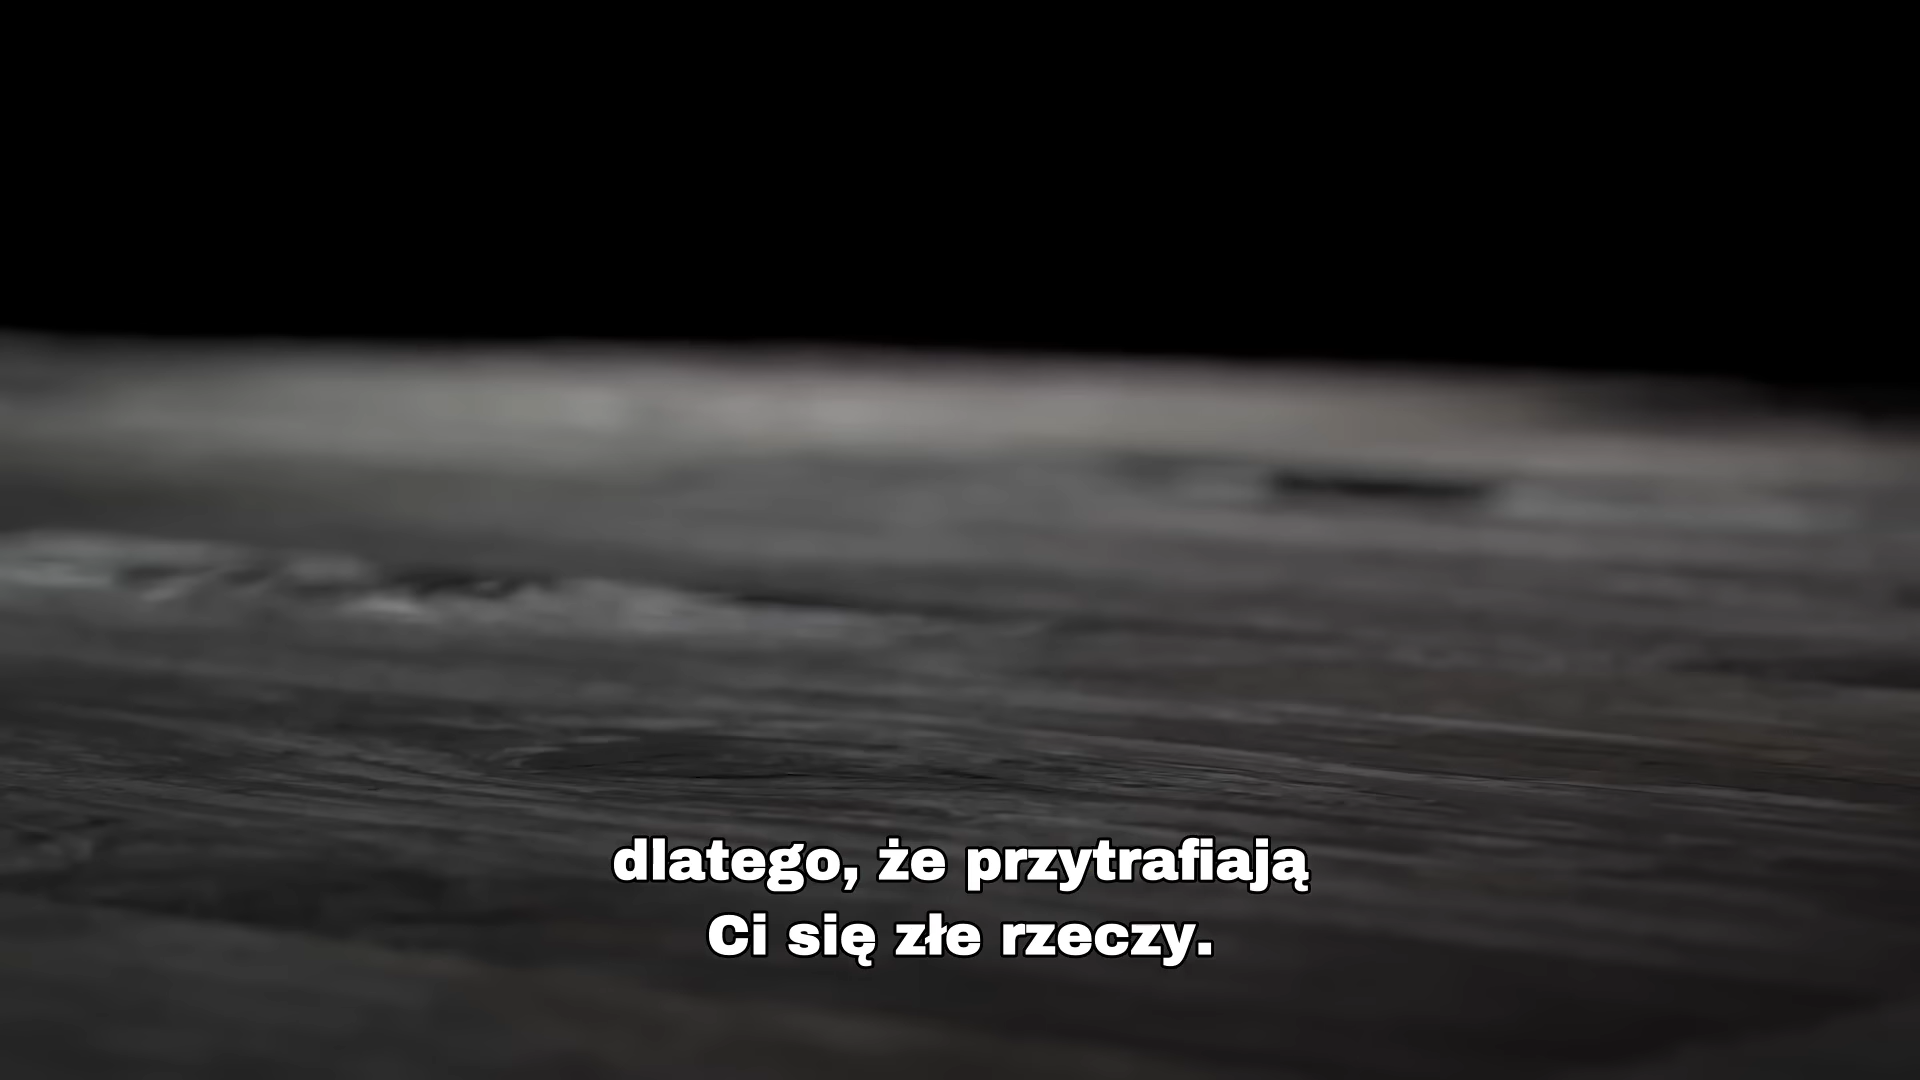 dlatego, że przytrafiają
Ci się złe rzeczy.